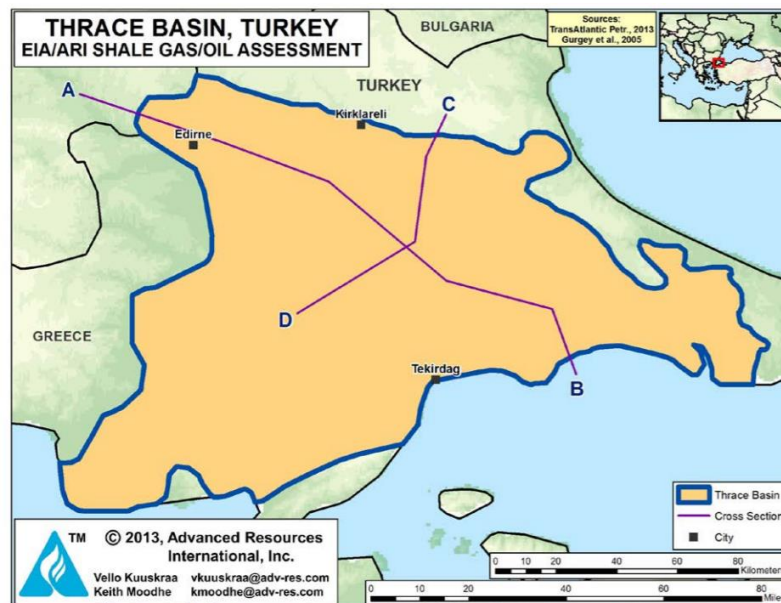 THRACE BASIN, TURKEY
EIA/ARI SHALE GAS/OIL ASSESSMENT
BULGARIA
Sources:
TransAtlantic Petr., 2013
Gurgey et al., 2005
TURKEY
A
C
Kirklareli
Edirne
D
GREECE
Tekirdag
B
Thrace Basin
Cross Section
City
TM
© 2013, Advanced Resources
International, Inc.
Vello Kuuskraa vkuuskraa@adv-res.com
Keith Moodhe kmoodhe@adv-res.com
0 20 40 60 80
Kilometer
0 20 40 60 80
Mile